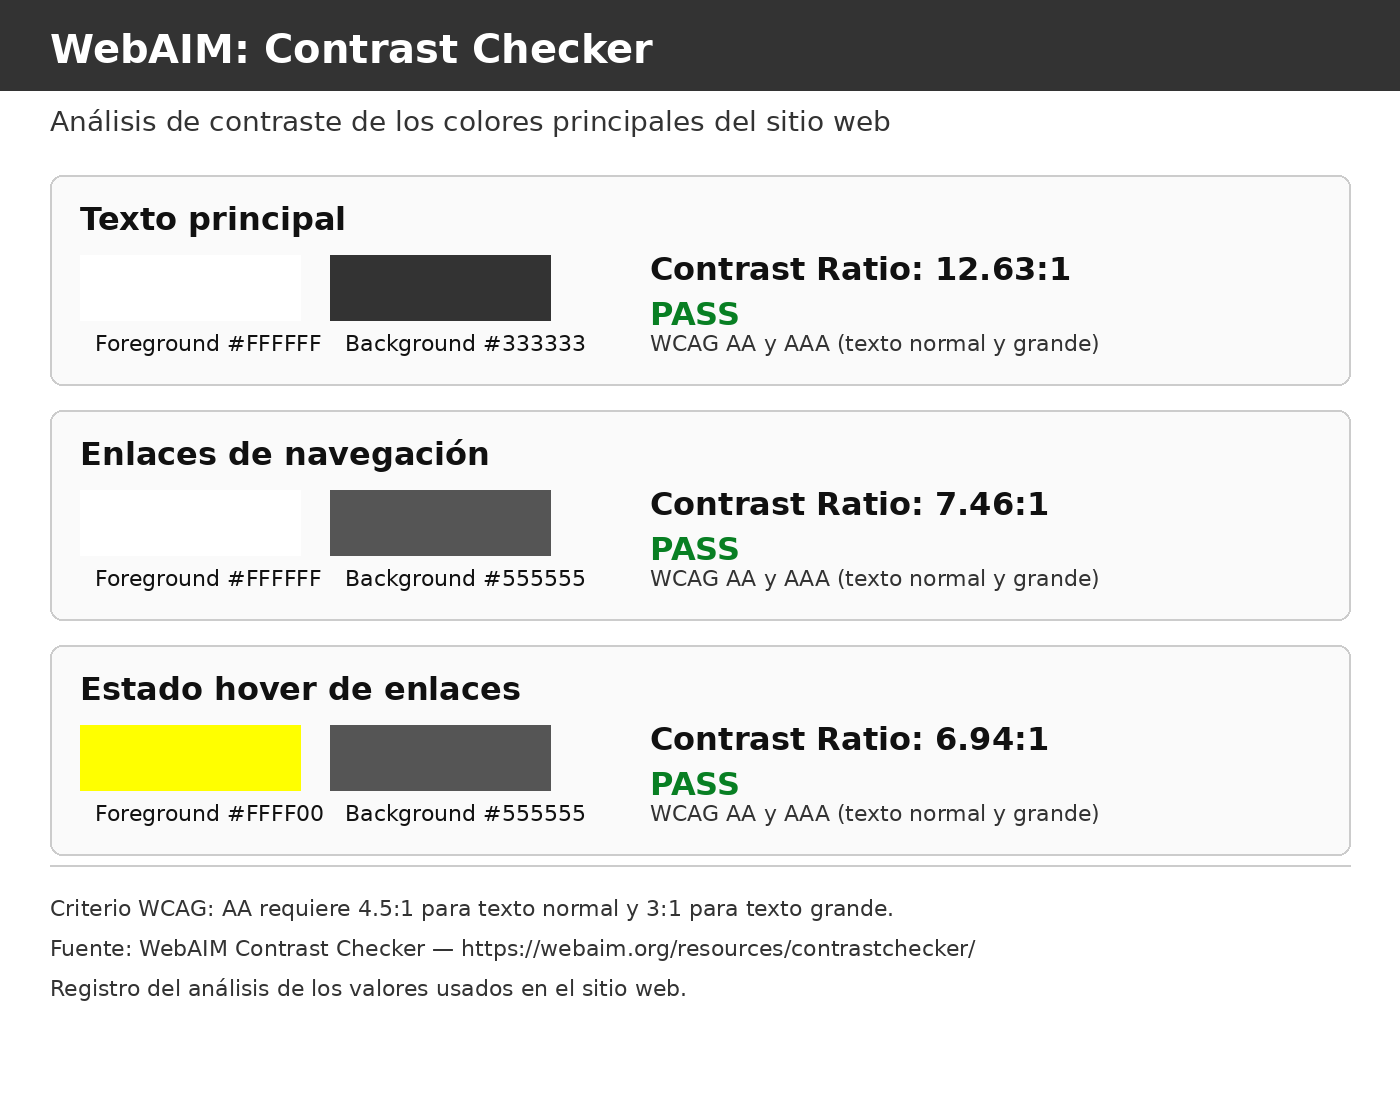 WebAIM: Contrast Checker
Análisis de contraste de los colores principales del sitio web
Texto principal
Contrast Ratio: 12.63:1
PASS
Foreground #FFFFFF Background #333333 WCAG AA y AAA (texto normal y grande)
Enlaces de navegación
Contrast Ratio: 7.46:1
PASS
Foreground #FFFFFF Background #555555 WCAG AA y AAA (texto normal y grande)
Estado hover de enlaces
Contrast Ratio: 6.94:1
PASS
Foreground #FFFF00 Background #555555 WCAG AA y AAA (texto normal y grande)
Criterio WCAG: AA requiere 4.5:1 para texto normal y 3:1 para texto grande.
Fuente: WebAIM Contrast Checker — https://webaim.org/resources/contrastchecker/
Registro del análisis de los valores usados en el sitio web.